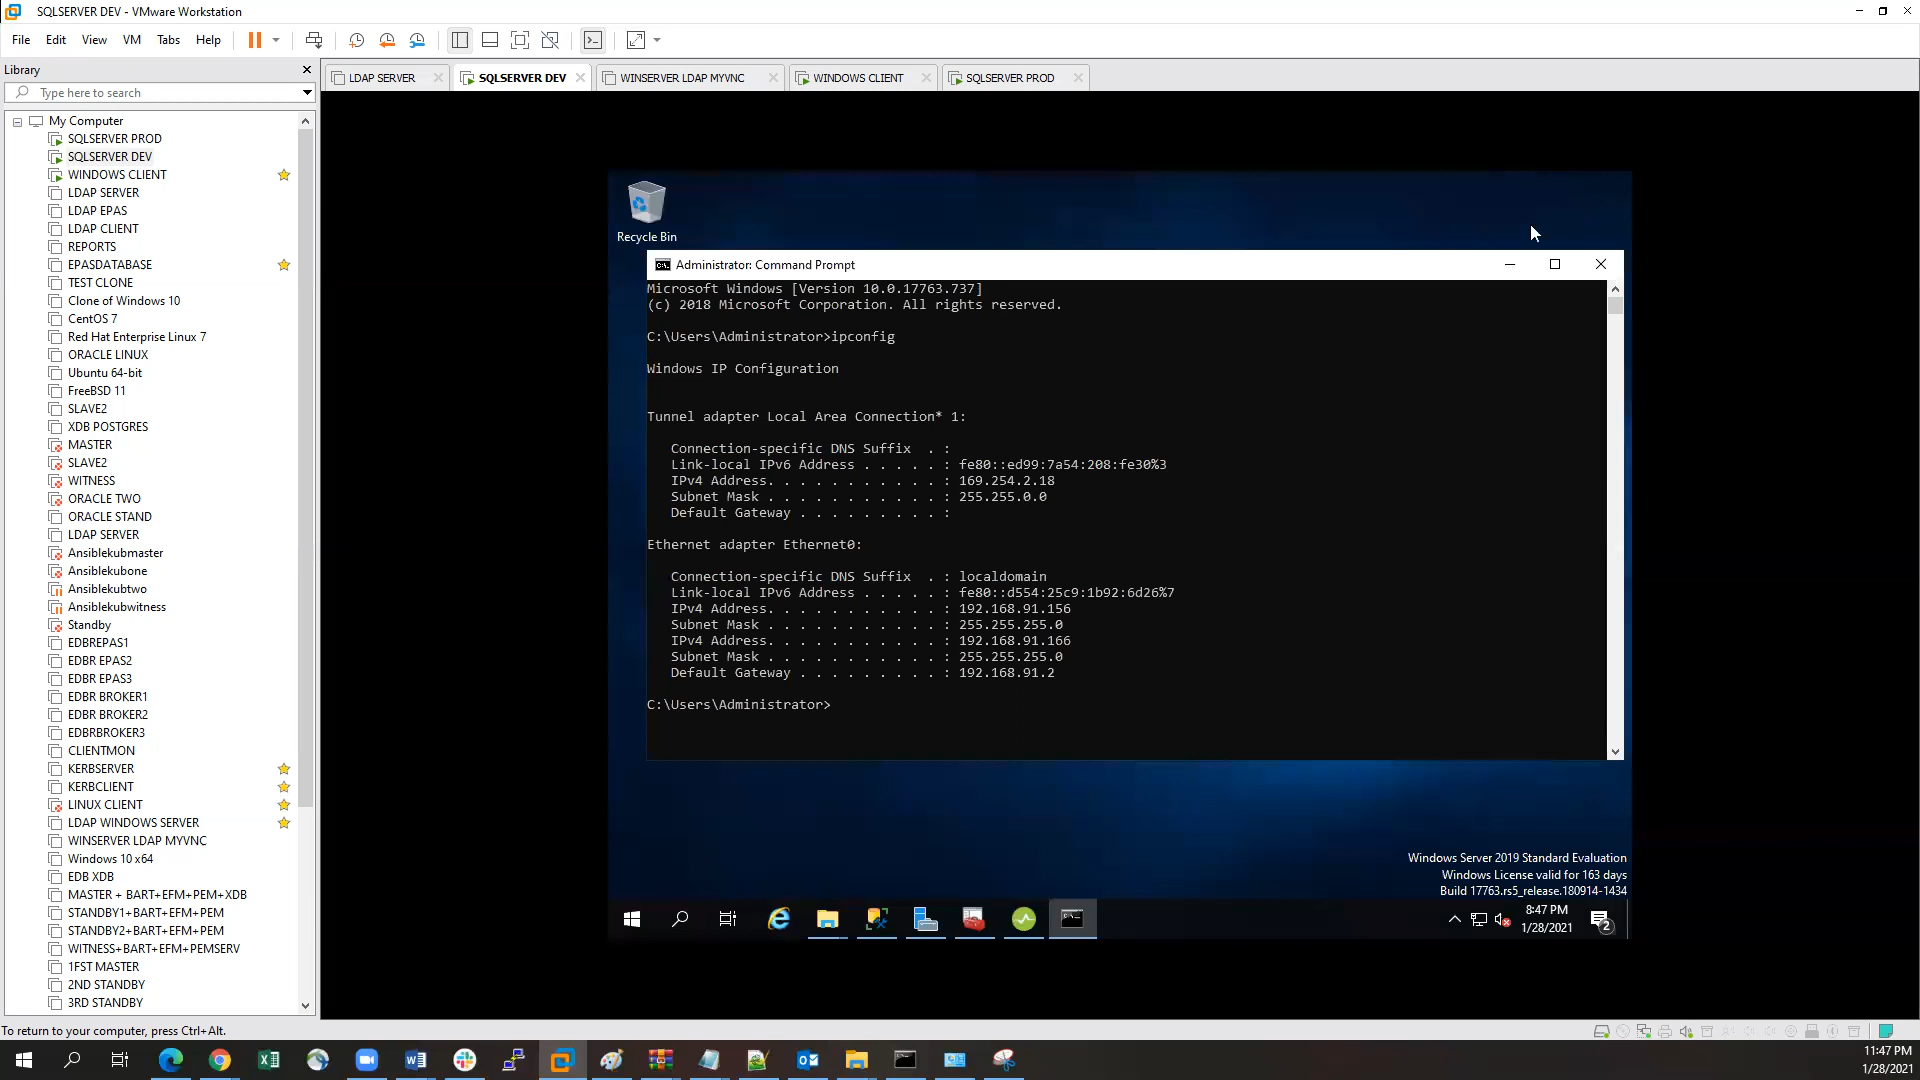 SQLSERVER DEV - VMware Workstation
File Edit View VM Tabs Help
Library
Type here to search
My Computer
SQLSERVER PROD
SQLSERVER DEV
WINDOWS CLIENT
LDAP SERVER
LDAP EPAS
LDAP CLIENT
REPORTS
EPASDATABASE
TEST CLONE
Clone of Windows 10
CentOS 7
Red Hat Enterprise Linux 7
ORACLE LINUX
Ubuntu 64-bit
FreeBSD 11
SLAVE2
XDB POSTGRES
MASTER
SLAVE2
WITNESS
ORACLE TWO
ORACLE STAND
LDAP SERVER
Ansiblekubmaster
Ansiblekubone
Ansiblekubtwo
Ansiblekubwitness
Standby
EDBREPAS1
EDBR EPAS2
EDBR EPAS3
EDBR BROKER1
EDBR BROKER2
EDBRBROKER3
CLIENTMON
KERBSERVER
KERBCLIENT
LINUX CLIENT
LDAP WINDOWS SERVER
WINSERVER LDAP MYVNC
Windows 10 x64
EDB XDB
MASTER + BART+EFM+PEM+XDB
STANDBY1+BART+EFM+PEM
STANDBY2+BART+EFM+PEM
WITNESS+BART+EFM+PEMSERV
1FST MASTER
2ND STANDBY
3RD STANDBY
LDAP SERVER SQLSERVER DEV WINSERVER LDAP MYVNC WINDOWS CLIENT SQLSERVER PROD
Recycle Bin
Administrator: Command Prompt
Microsoft Windows [Version 10.0.17763.737]
(c) 2018 Microsoft Corporation. All rights reserved.
C:\Users\Administrator>ipconfig
Windows IP Configuration
Tunnel adapter Local Area Connection* 1:
Connection-specific DNS Suffix . :
Link-local IPv6 Address . . . . . : fe80::ed99:7a54:208:fe30%3
IPv4 Address. . . . . . . . . . . : 169.254.2.18
Subnet Mask . . . . . . . . . . . : 255.255.0.0
Default Gateway . . . . . . . . . :
Ethernet adapter Ethernet0:
Connection-specific DNS Suffix . : localdomain
Link-local IPv6 Address . . . . . : fe80::d554:25c9:1b92:6d26%7
IPv4 Address. . . . . . . . . . . : 192.168.91.156
Subnet Mask . . . . . . . . . . . : 255.255.255.0
IPv4 Address. . . . . . . . . . . : 192.168.91.166
Subnet Mask . . . . . . . . . . . : 255.255.255.0
Default Gateway . . . . . . . . . : 192.168.91.2
C:\Users\Administrator>
Windows Server 2019 Standard Evaluation
Windows License valid for 163 days
Build 17763.rs5_release.180914-1434
8:47 PM
1/28/2021
2
To return to your computer, press Ctrl+Alt.
11:47 PM
1/28/2021